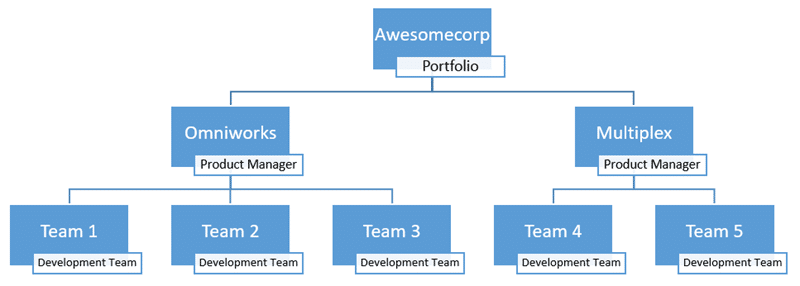 Awesomecorp
Portfolio
Omniworks
Product Manager
Multiplex
Product Manager
Team 1
Development Team
Team 2
Development Team
Team 3
Development Team
Team 4
Development Team
Team 5
Development Team